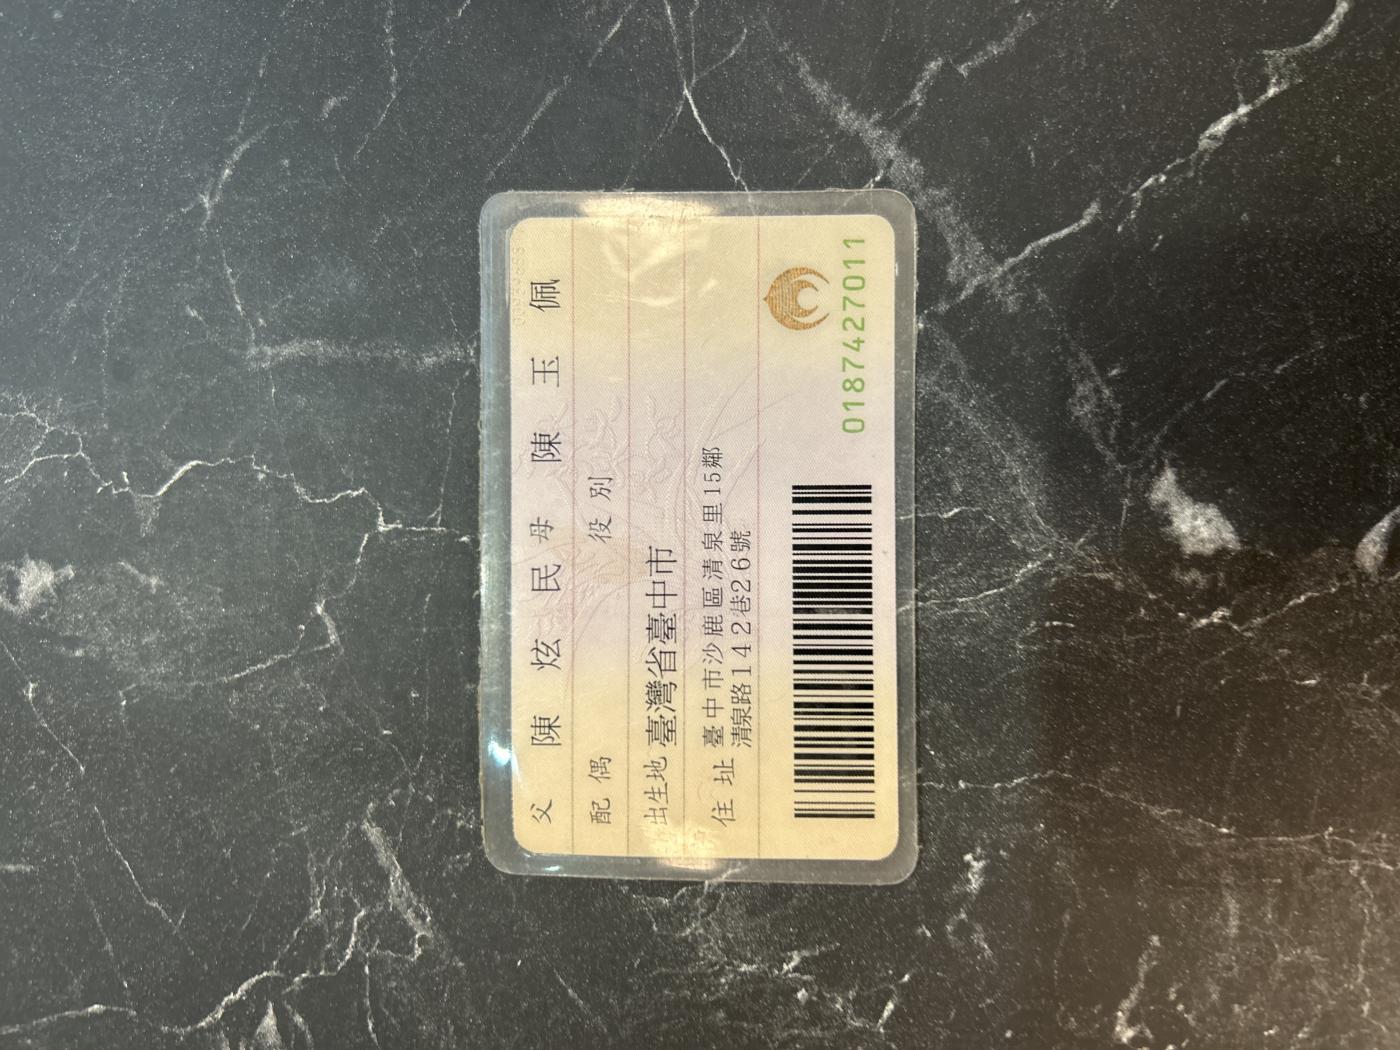 父 陳炫民 母 陳玉佩
配偶 役別
出生地 臺灣省臺中市
住址 臺中市沙鹿區清泉里15鄰
清泉路142巷26號
0187427011